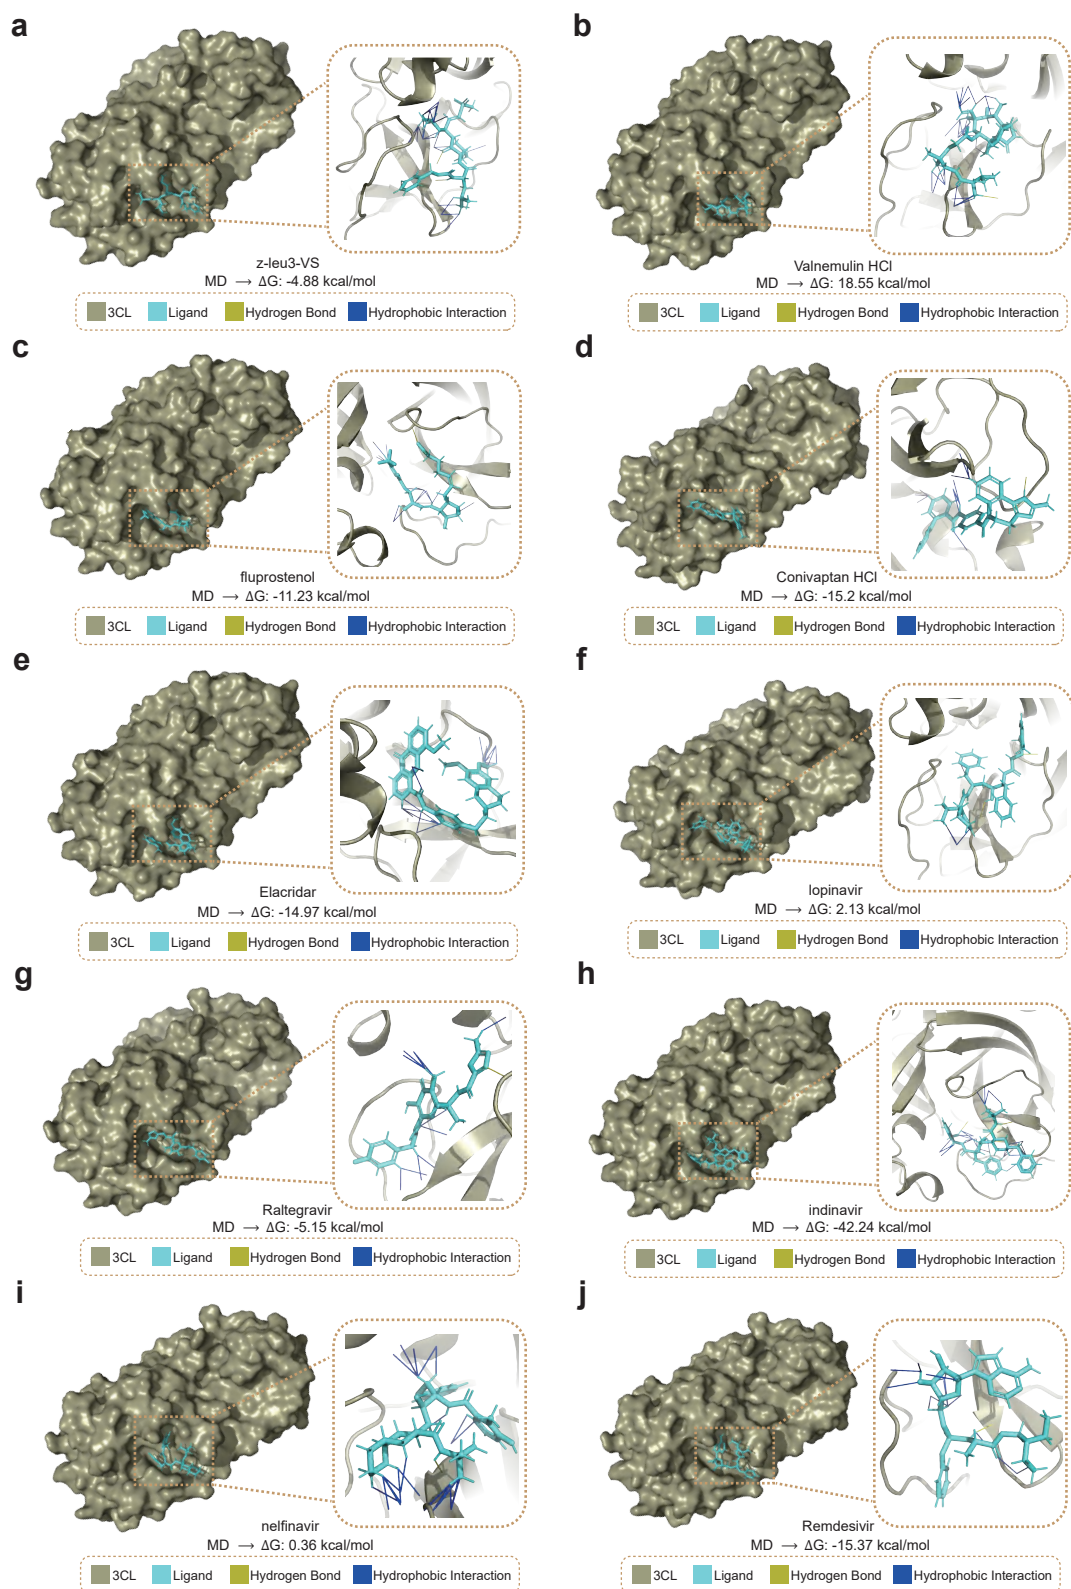 a
z-leu3-VS
MD → ΔG: -4.88 kcal/mol
3CL Ligand Hydrogen Bond Hydrophobic Interaction
b
Valnemulin HCl
MD → ΔG: 18.55 kcal/mol
3CL Ligand Hydrogen Bond Hydrophobic Interaction
c
fluprostenol
MD → ΔG: -11.23 kcal/mol
3CL Ligand Hydrogen Bond Hydrophobic Interaction
d
Conivaptan HCl
MD → ΔG: -15.2 kcal/mol
3CL Ligand Hydrogen Bond Hydrophobic Interaction
e
Elacridar
MD → ΔG: -14.97 kcal/mol
3CL Ligand Hydrogen Bond Hydrophobic Interaction
f
lopinavir
MD → ΔG: 2.13 kcal/mol
3CL Ligand Hydrogen Bond Hydrophobic Interaction
g
Raltegravir
MD → ΔG: -5.15 kcal/mol
3CL Ligand Hydrogen Bond Hydrophobic Interaction
h
indinavir
MD → ΔG: -42.24 kcal/mol
3CL Ligand Hydrogen Bond Hydrophobic Interaction
i
nelfinavir
MD → ΔG: 0.36 kcal/mol
3CL Ligand Hydrogen Bond Hydrophobic Interaction
j
Remdesivir
MD → ΔG: -15.37 kcal/mol
3CL Ligand Hydrogen Bond Hydrophobic Interaction